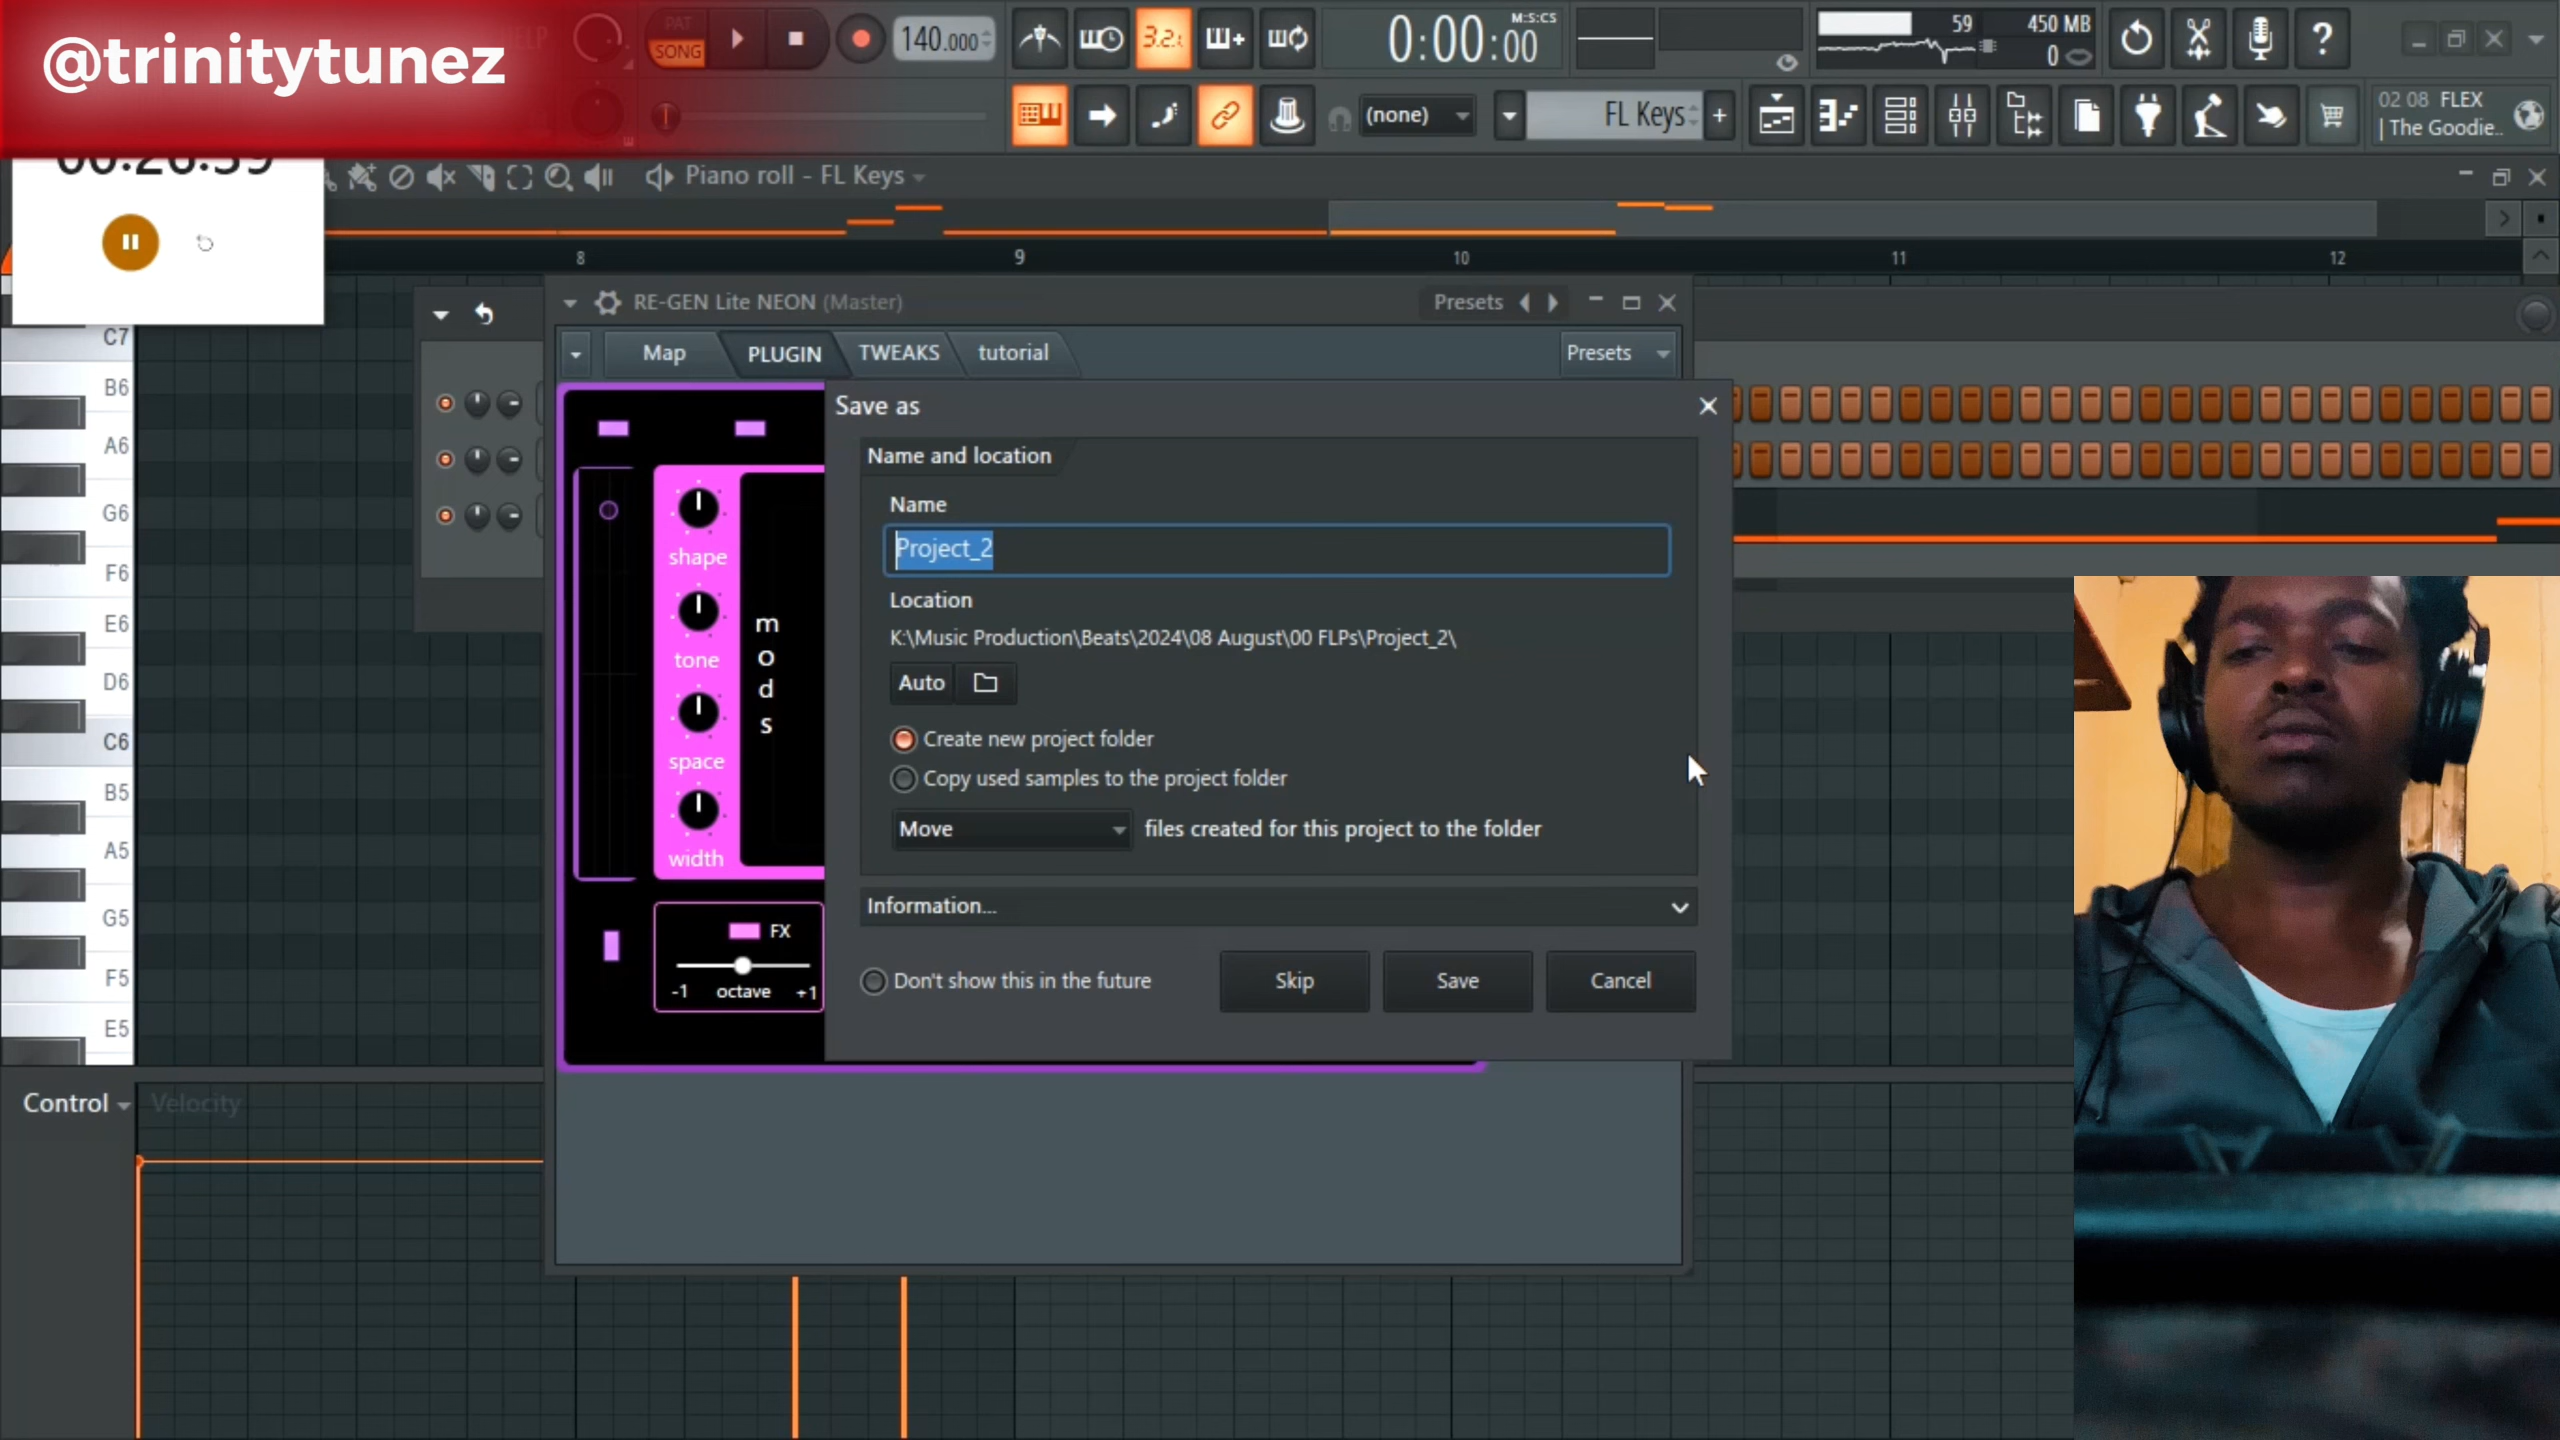 @trinitytunez
HELP
PAT
SONG
140.000
3.2.1
0:00:00
M:S:CS
59
450 MB
0
(none)
FL Keys
02 08 FLEX
| The Goodie..
Piano roll - FL Keys
8
9
10
11
12
RE-GEN Lite NEON (Master)
Presets
Map
PLUGIN
TWEAKS
tutorial
Presets
C7
B6
A6
G6
F6
E6
D6
C6
B5
A5
G5
F5
E5
shape
tone
space
width
m
o
d
s
FX
-1 octave +1
Save as
Name and location
Name
Project_2
Location
K:\Music Production\Beats\2024\08 August\00 FLPs\Project_2\
Auto
Create new project folder
Copy used samples to the project folder
Move files created for this project to the folder
Information...
Don't show this in the future
Skip
Save
Cancel
Control
Velocity